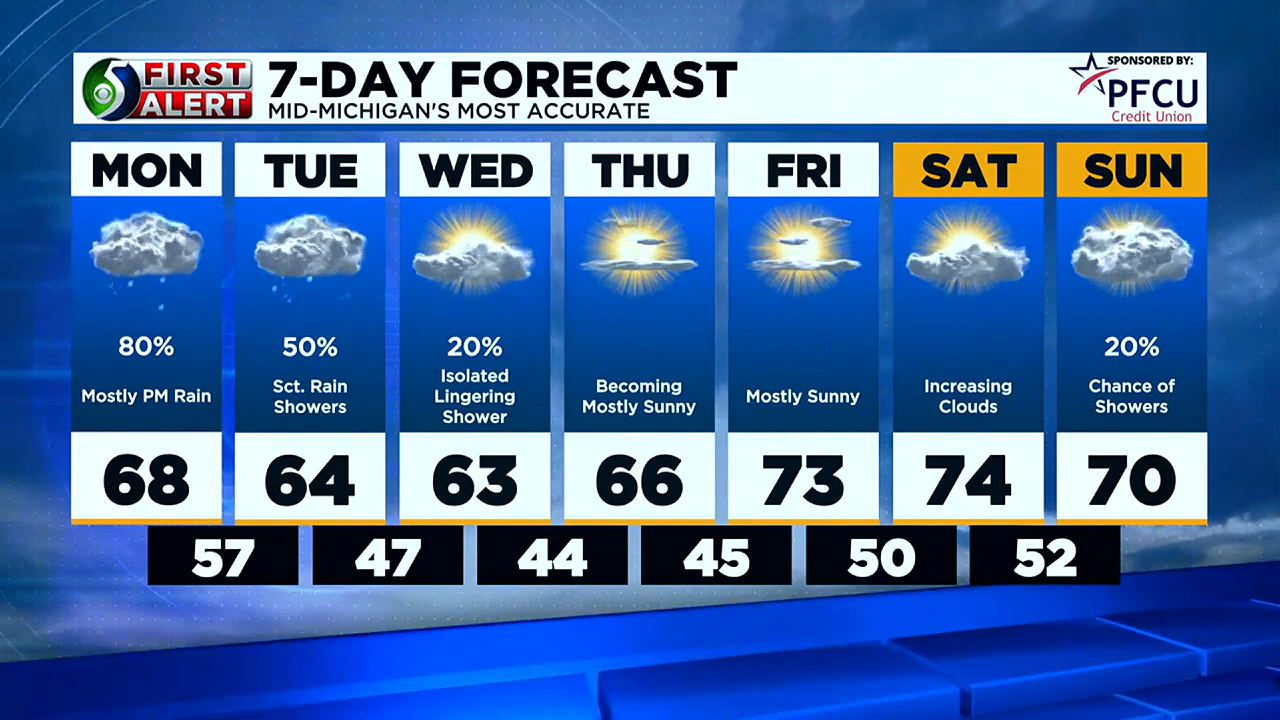 6 FIRST
ALERT
7-DAY FORECAST
MID-MICHIGAN'S MOST ACCURATE
SPONSORED BY:
PFCU
Credit Union
MON TUE WED THU FRI SAT SUN
80% 50% 20% 20%
Mostly PM Rain
Sct. Rain
Showers
Isolated
Lingering
Shower
Becoming
Mostly Sunny
Mostly Sunny
Increasing
Clouds
Chance of
Showers
68 64 63 66 73 74 70
57 47 44 45 50 52